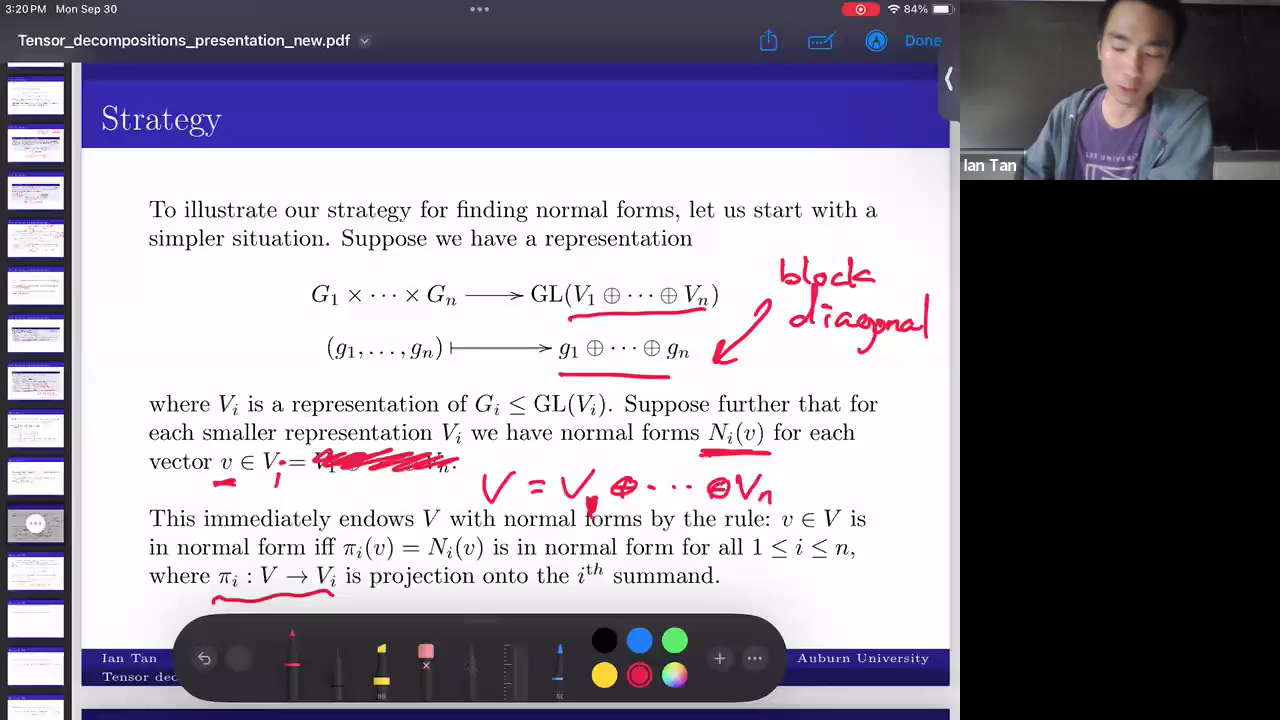 3:20 PM Mon Sep 30
84%
Tensor_decompositions_presentation_new.pdf
Done
Strategy
To illustrate our strategy for finding normal forms, let us start with a
simpler situation. Suppose we have a representation
G₁ × ⋯ × Gₙ ⟶ GL(V₁ ⊕ ⋯ ⊕ Vₙ)
block
diagonal
(g₁, …, gₙ) ⟼ g₁ ⊕ ⋯ ⊕ gₙ
where Vᵢ is a representation of Gᵢ ≤ GL(Vᵢ). Suppose further that for
each smaller representation Vᵢ we have normal forms Nᵢ(v) for each
vector v ∈ Vᵢ =
V = V₁ ⊕ ⋯ ⊕ Vₙ
This immediately endows V with normal forms by the rule: v ∈ V is
in normal form iff πᵢ(v) = Nᵢ(v) is in normal form for all 1 ≤ i ≤ n,
where πᵢ : V → Vᵢ is projection onto the iᵗʰ summand.
Ian Tan
Auburn University
Tensor dec
Ian Tan